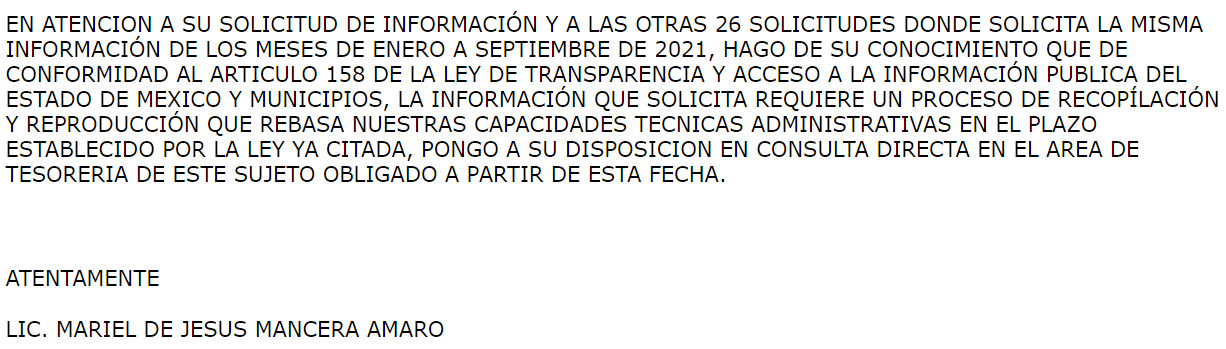 EN ATENCION A SU SOLICITUD DE INFORMACIÓN Y A LAS OTRAS 26 SOLICITUDES DONDE SOLICITA LA MISMA
INFORMACIÓN DE LOS MESES DE ENERO A SEPTIEMBRE DE 2021, HAGO DE SU CONOCIMIENTO QUE DE
CONFORMIDAD AL ARTICULO 158 DE LA LEY DE TRANSPARENCIA Y ACCESO A LA INFORMACIÓN PUBLICA DEL
ESTADO DE MEXICO Y MUNICIPIOS, LA INFORMACIÓN QUE SOLICITA REQUIERE UN PROCESO DE RECOPÍLACIÓN
Y REPRODUCCIÓN QUE REBASA NUESTRAS CAPACIDADES TECNICAS ADMINISTRATIVAS EN EL PLAZO
ESTABLECIDO POR LA LEY YA CITADA, PONGO A SU DISPOSICION EN CONSULTA DIRECTA EN EL AREA DE
TESORERIA DE ESTE SUJETO OBLIGADO A PARTIR DE ESTA FECHA.
ATENTAMENTE
LIC. MARIEL DE JESUS MANCERA AMARO